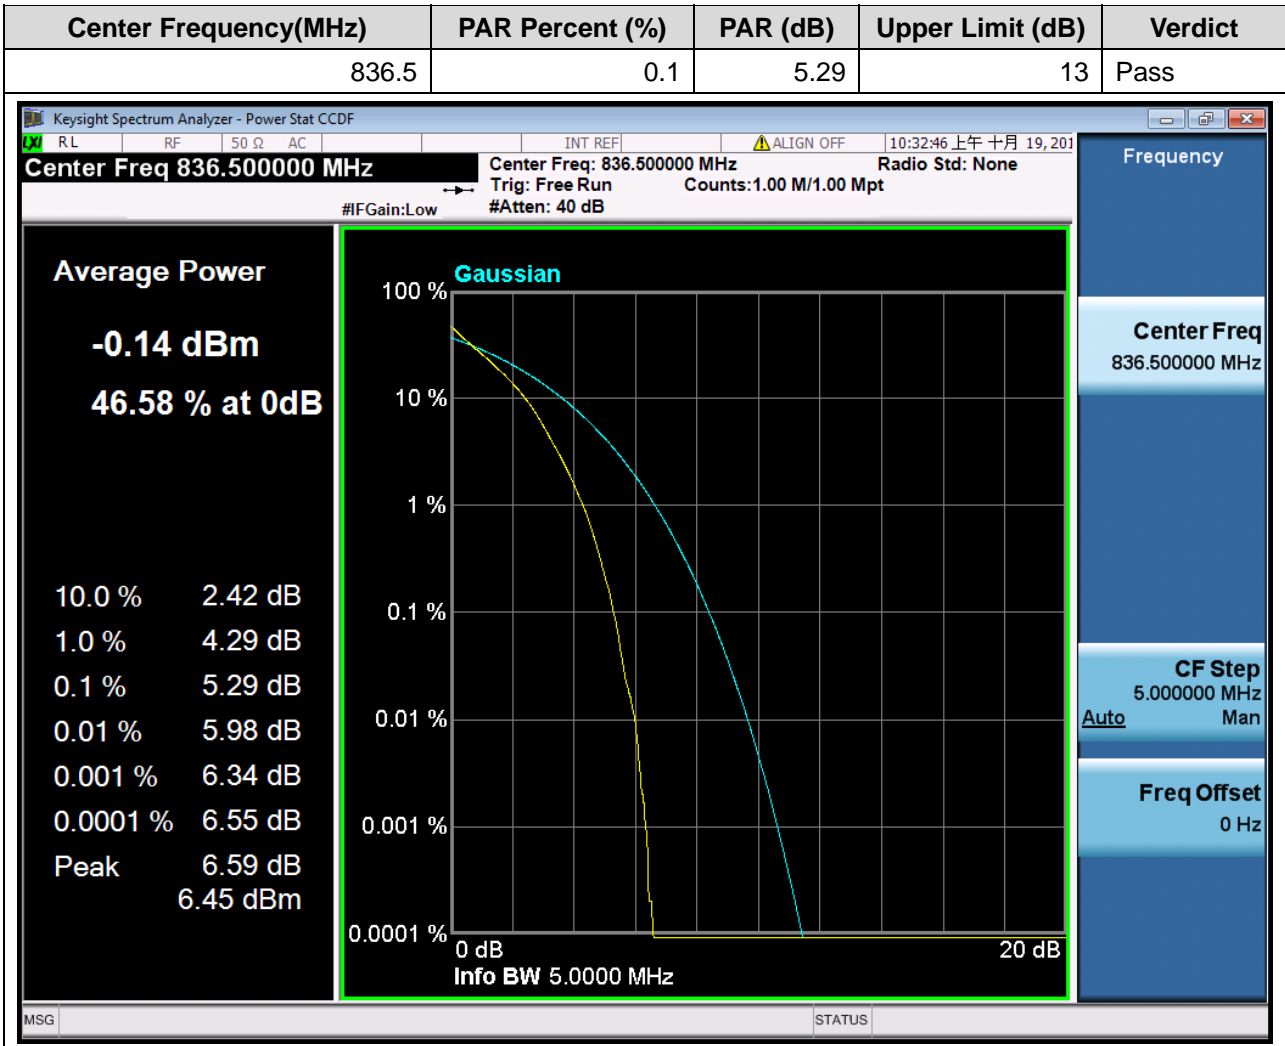 Center Frequency(MHz) PAR Percent (%) PAR (dB) Upper Limit (dB) Verdict
836.5 0.1 5.29 13 Pass
Keysight Spectrum Analyzer - Power Stat CCDF
LXI RL RF 50 Ω AC INT REF ALIGN OFF 10:32:46 上午 十月 19, 201
Center Freq 836.500000 MHz
Center Freq: 836.500000 MHz Radio Std: None
Trig: Free Run Counts:1.00 M/1.00 Mpt
#IFGain:Low #Atten: 40 dB
Average Power
-0.14 dBm
46.58 % at 0dB
10.0 % 2.42 dB
1.0 % 4.29 dB
0.1 % 5.29 dB
0.01 % 5.98 dB
0.001 % 6.34 dB
0.0001 % 6.55 dB
Peak 6.59 dB
6.45 dBm
Gaussian
100 %
10 %
1 %
0.1 %
0.01 %
0.001 %
0.0001 %
0 dB 20 dB
Info BW 5.0000 MHz
Frequency
Center Freq
836.500000 MHz
CF Step
5.000000 MHz
Auto Man
Freq Offset
0 Hz
MSG STATUS